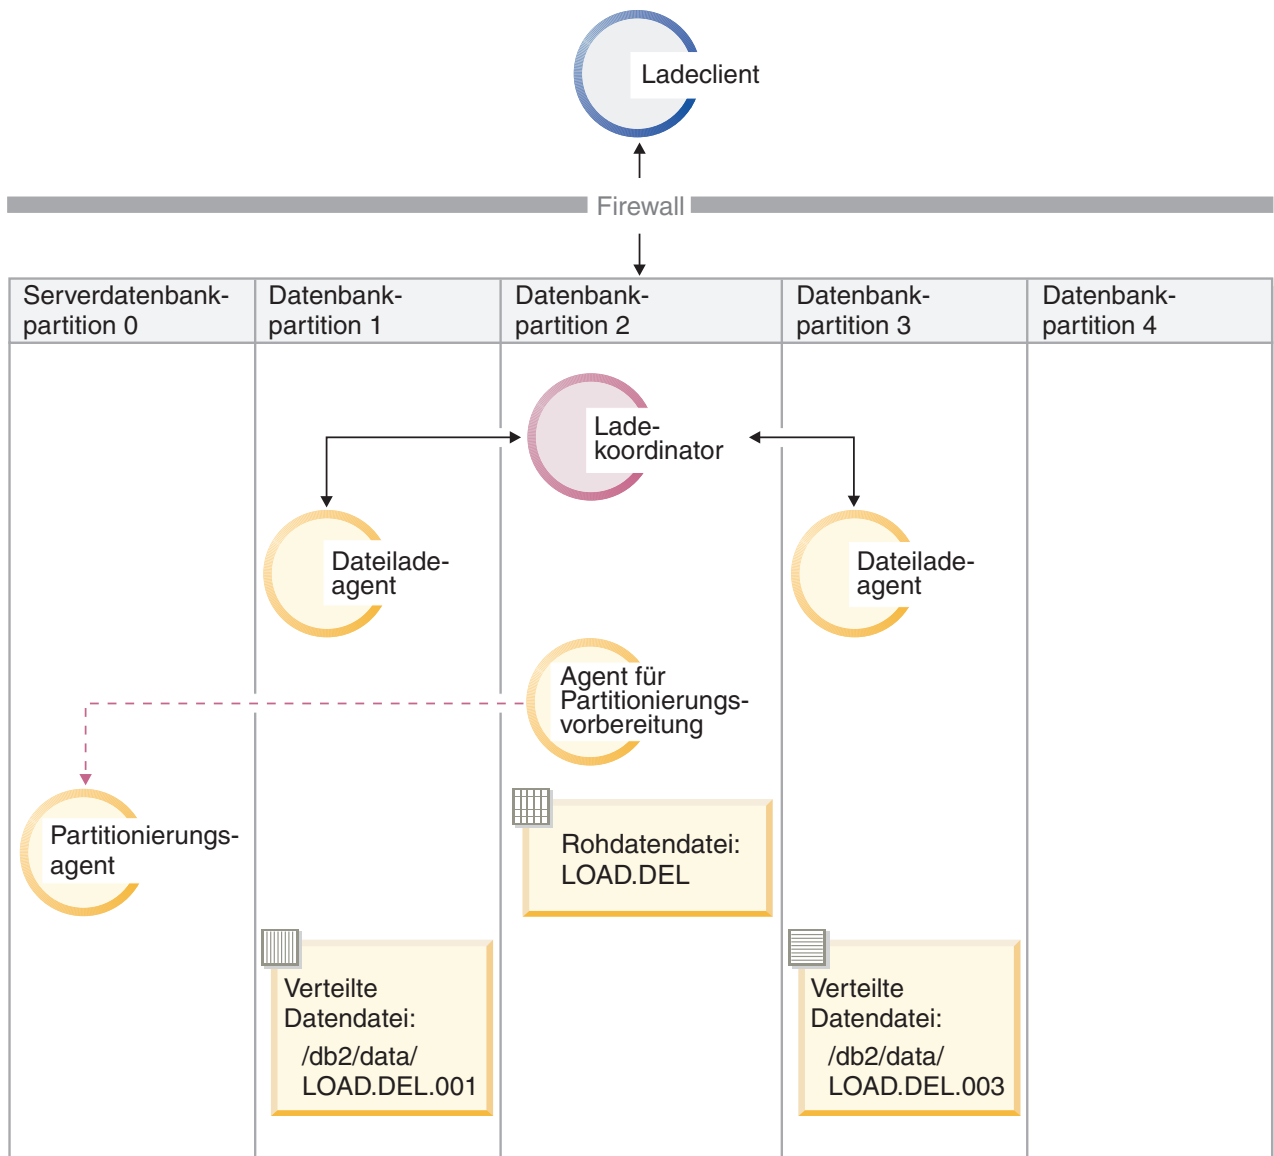 Ladeclient
Firewall
Serverdatenbank-
partition 0
Datenbank-
partition 1
Datenbank-
partition 2
Datenbank-
partition 3
Datenbank-
partition 4
Lade-
koordinator
Dateilade-
agent
Dateilade-
agent
Agent für
Partitionierungs-
vorbereitung
Partitionierungs-
agent
Rohdatendatei:
LOAD.DEL
Verteilte
Datendatei:
/db2/data/
LOAD.DEL.001
Verteilte
Datendatei:
/db2/data/
LOAD.DEL.003